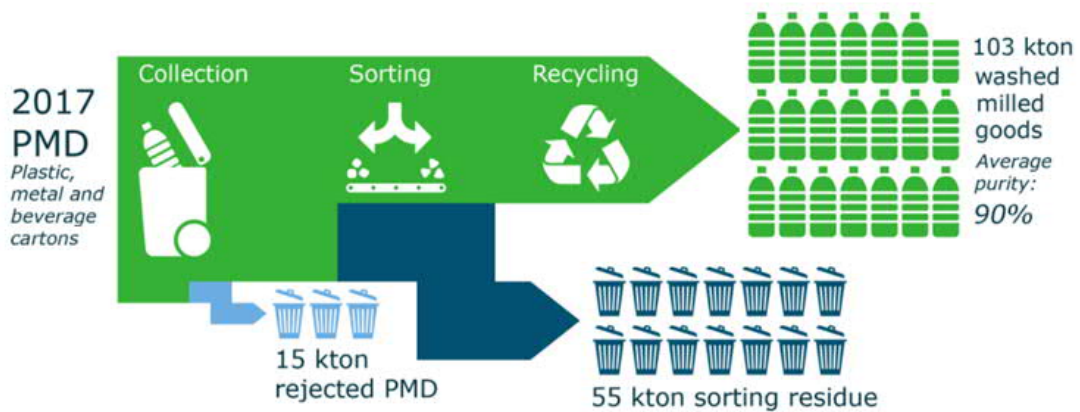 2017
PMD
Plastic,
metal and
beverage
cartons
Collection
Sorting
Recycling
103 kton
washed
milled
goods
Average
purity:
90%
15 kton
rejected PMD
55 kton sorting residue